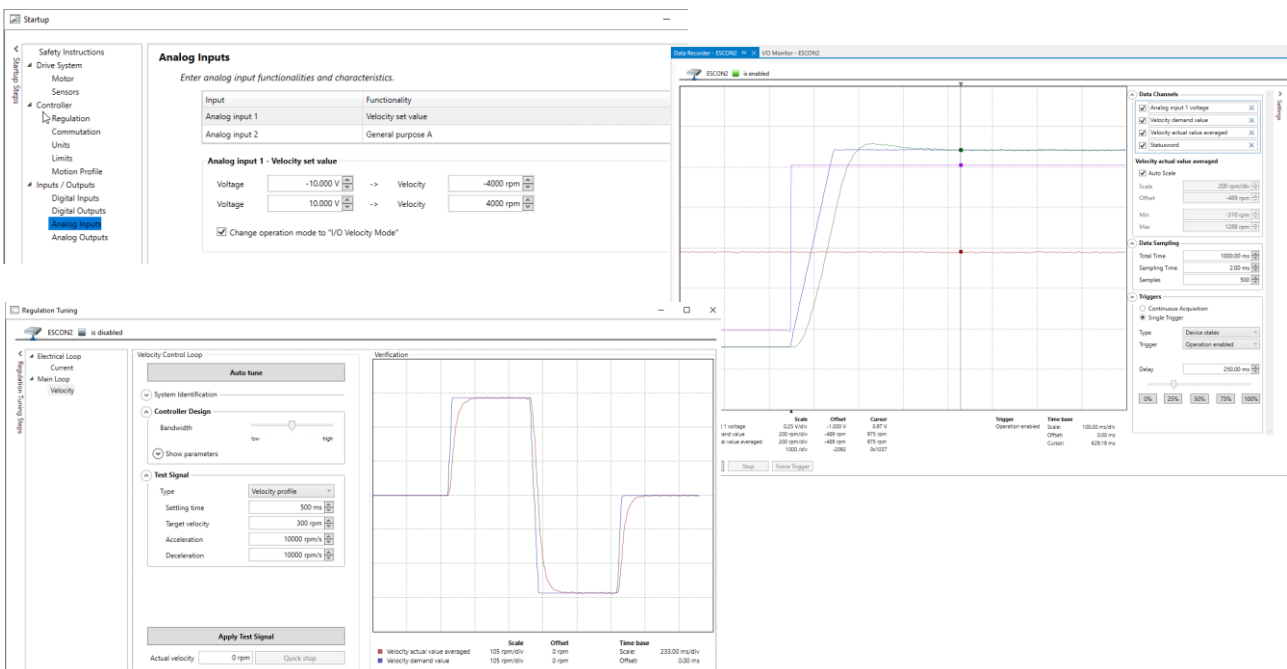 Startup
Startup Steps
Safety Instructions
Drive System
Motor
Sensors
Controller
Regulation
Commutation
Units
Limits
Motion Profile
Inputs / Outputs
Digital Inputs
Digital Outputs
Analog Inputs
Analog Outputs
Analog Inputs
Enter analog input functionalities and characteristics.
Input Functionality
Analog input 1 Velocity set value
Analog input 2 General purpose A
Analog input 1 - Velocity set value
Voltage -10.000 V -> Velocity -4000 rpm
Voltage 10.000 V -> Velocity 4000 rpm
Change operation mode to "I/O Velocity Mode"
Data Recorder - ESCON2 I/O Monitor - ESCON2
ESCON2 is enabled
Settings
Data Channels
Analog input 1 voltage
Velocity demand value
Velocity actual value averaged
Statusword
Velocity actual value averaged
Auto Scale
Scale 200 rpm/div
Offset -489 rpm
Min -310 rpm
Max 1289 rpm
Data Sampling
Total Time 1000.00 ms
Sampling Time 2.00 ms
Samples 500
Triggers
Continuous Acquisition
Single Trigger
Type Device states
Trigger Operation enabled
Delay 250.00 ms
0% 25% 50% 75% 100%
Scale Offset Cursor Trigger Time base
1 voltage 0.25 V/div -1.000 V 0.97 V Operation enabled Scale: 100.00 ms/div
mand value 200 rpm/div -489 rpm 975 rpm Offset: 0.00 ms
al value averaged 200 rpm/div -489 rpm 975 rpm Cursor: 628.19 ms
1000 /div -2092 0x1037
Stop Force Trigger
Regulation Tuning
ESCON2 is disabled
Regulation Tuning Steps
Electrical Loop
Current
Main Loop
Velocity
Velocity Control Loop
Auto tune
System Identification
Controller Design
Bandwidth
low high
Show parameters
Test Signal
Type Velocity profile
Settling time 500 ms
Target velocity 300 rpm
Acceleration 10000 rpm/s
Deceleration 10000 rpm/s
Apply Test Signal
Actual velocity 0 rpm Quick stop
Verification
Scale Offset Time base
Velocity actual value averaged 105 rpm/div 0 rpm Scale: 233.00 ms/div
Velocity demand value 105 rpm/div 0 rpm Offset: 0.00 ms